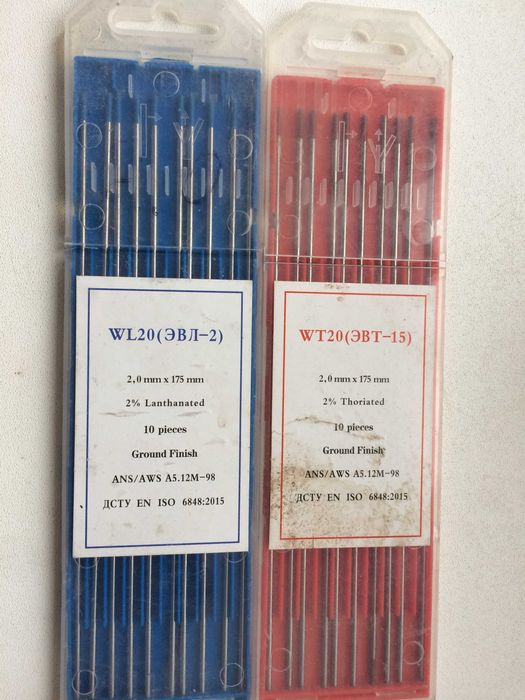 WL20(ЭВЛ-2)
2,0 mm x 175 mm
2% Lanthanated
10 pieces
Ground Finish
ANS/AWS A5.12M-98
ДСТУ EN ISO 6848:2015
WT20(ЭВТ-15)
2,0 mm x 175 mm
2% Thoriated
10 pieces
Ground Finish
ANS/AWS A5.12M-98
ДСТУ EN ISO 6848:2015